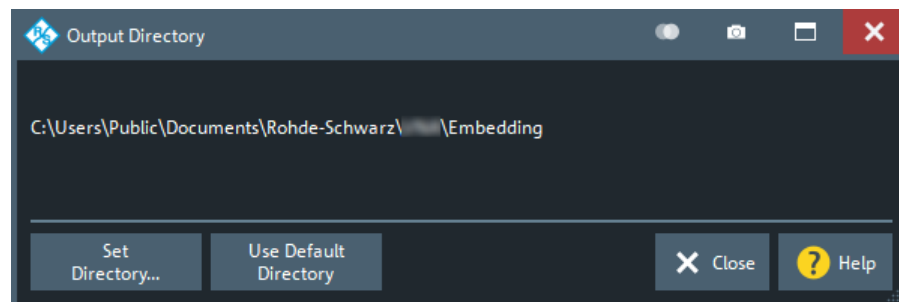 Output Directory
C:\Users\Public\Documents\Rohde-Schwarz\ \Embedding
Set
Directory...
Use Default
Directory
Close
Help